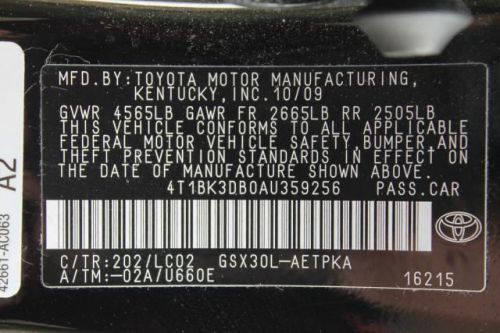 MFD.BY:TOYOTA MOTOR MANUFACTURING,
KENTUCKY,INC.10/09
GVWR 4565LB GAWR FR 2665LB RR 2505LB
THIS VEHICLE CONFORMS TO ALL APPLICABLE
FEDERAL MOTOR VEHICLE SAFETY,BUMPER,AND
THEFT PREVENTION STANDARDS IN EFFECT ON
THE DATE OF MANUFACTURE SHOWN ABOVE.
4T1BK3DB0AU359256 PASS.CAR
C/TR:202/LC02 GSX30L-AETPKA
A/TM:-02A7U660E 16215
A2
42661-AC063